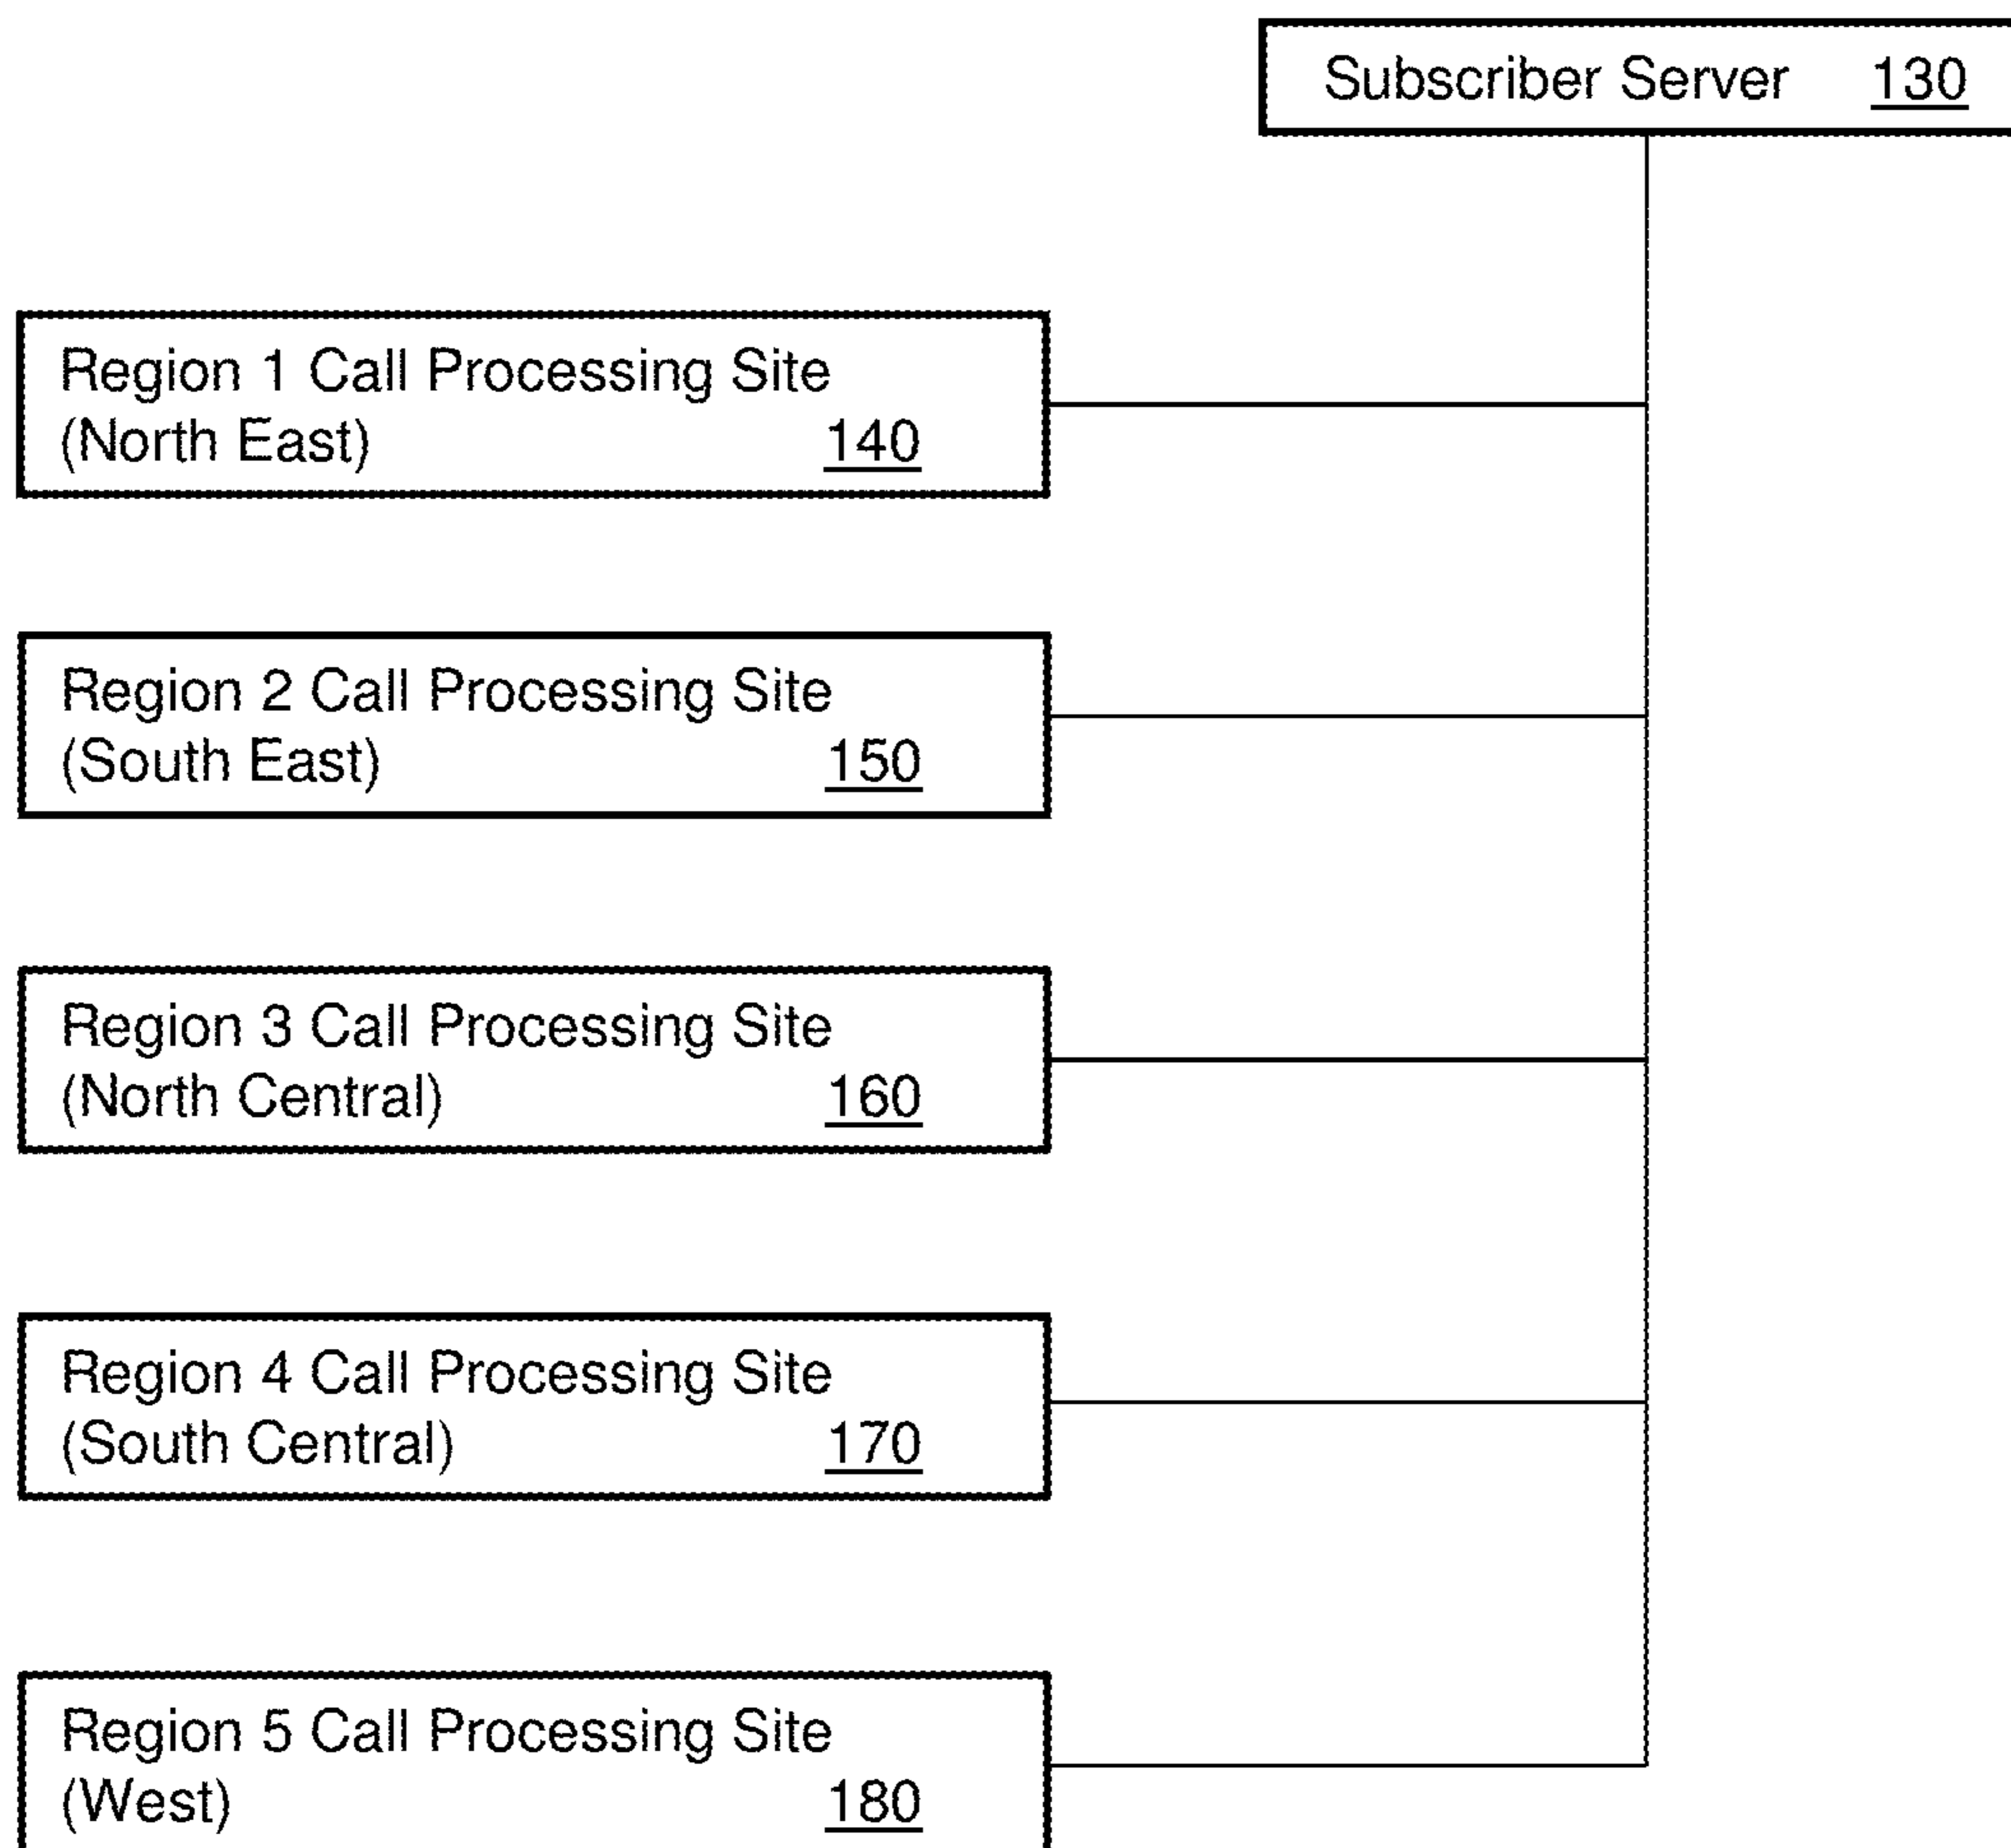 Subscriber Server 130
Region 1 Call Processing Site
(North East) 140
Region 2 Call Processing Site
(South East) 150
Region 3 Call Processing Site
(North Central) 160
Region 4 Call Processing Site
(South Central) 170
Region 5 Call Processing Site
(West) 180